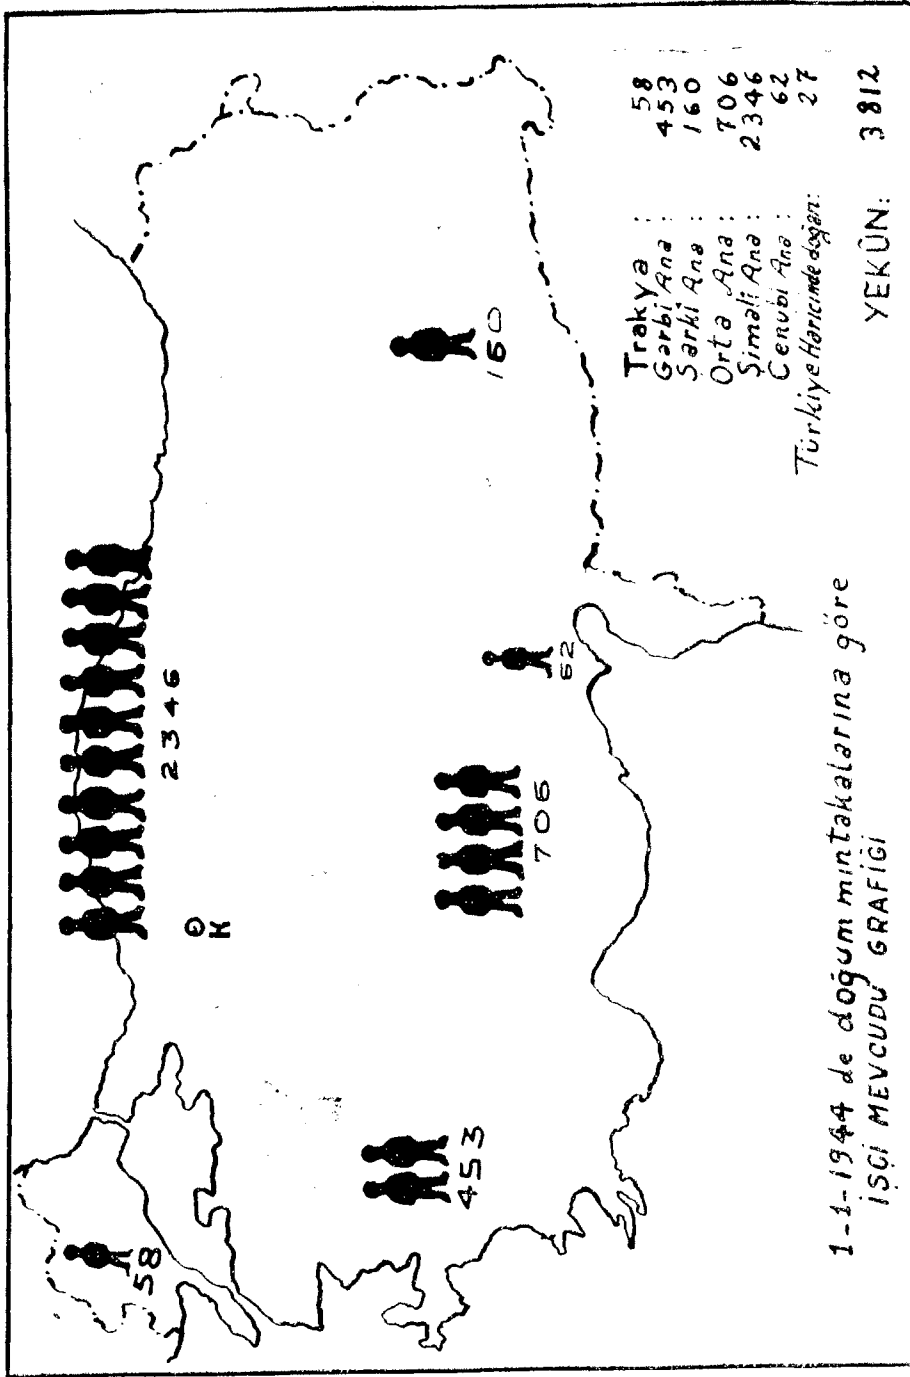 58
2346
K
453
706
62
160
Trakya : 58
Garbi Ana : 453
Şarki Ana : 160
Orta Ana : 706
Şimali Ana : 2346
Cenubi Ana : 62
Türkiye Haricinde doğan: 27
YEKÛN: 3812
1-1-1944 de doğum mıntakalarına göre
İŞÇİ MEVCUDU GRAFİĞİ